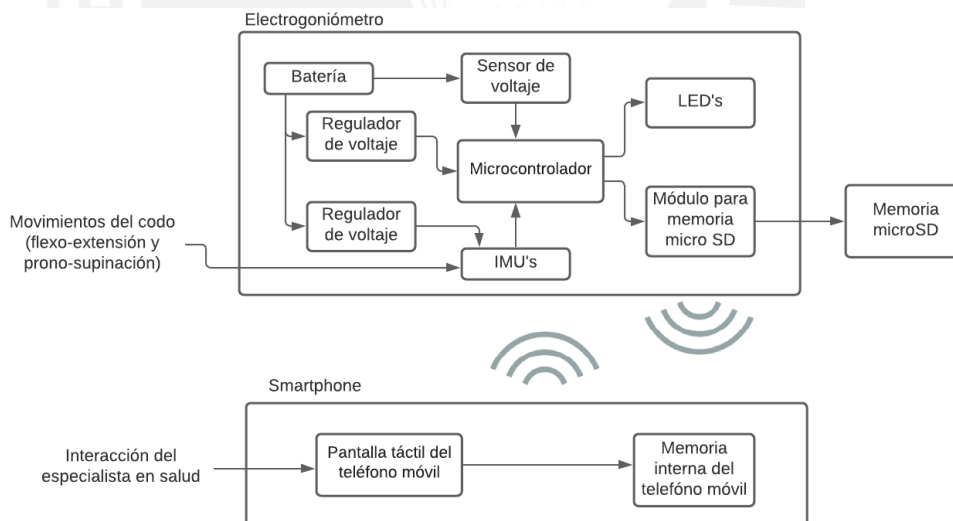 Electrogoniómetro
Batería
Sensor de
voltaje
LED's
Regulador
de voltaje
Microcontrolador
Regulador
de voltaje
Módulo para
memoria
micro SD
Memoria
microSD
Movimientos del codo
(flexo-extensión y
prono-supinación)
IMU's
Smartphone
Interacción del
especialista en salud
Pantalla táctil del
teléfono móvil
Memoria
interna del
telefóno móvil